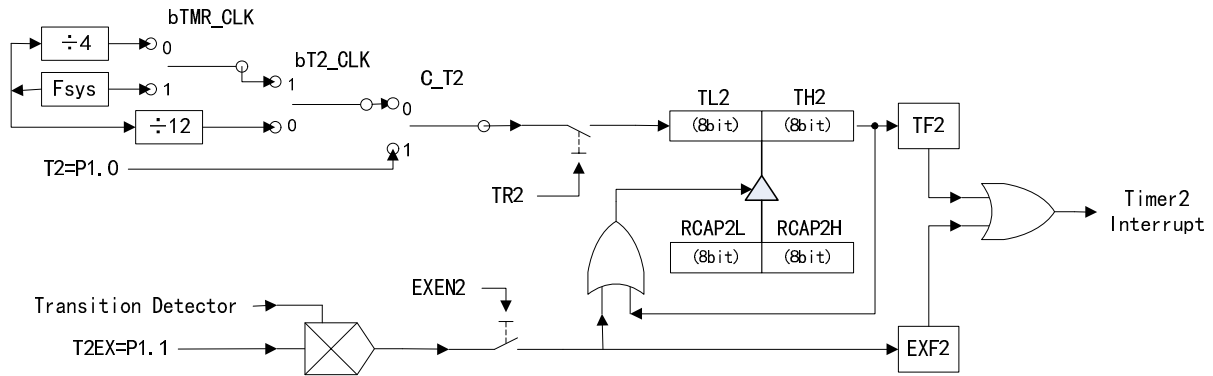 bTMR_CLK
÷4
0
bT2_CLK
Fsys
1
1
C_T2
÷12
0
0
1
T2=P1.0
TR2
TL2
TH2
(8bit)
(8bit)
TF2
RCAP2L
RCAP2H
(8bit)
(8bit)
Timer2
Interrupt
EXEN2
Transition Detector
T2EX=P1.1
EXF2